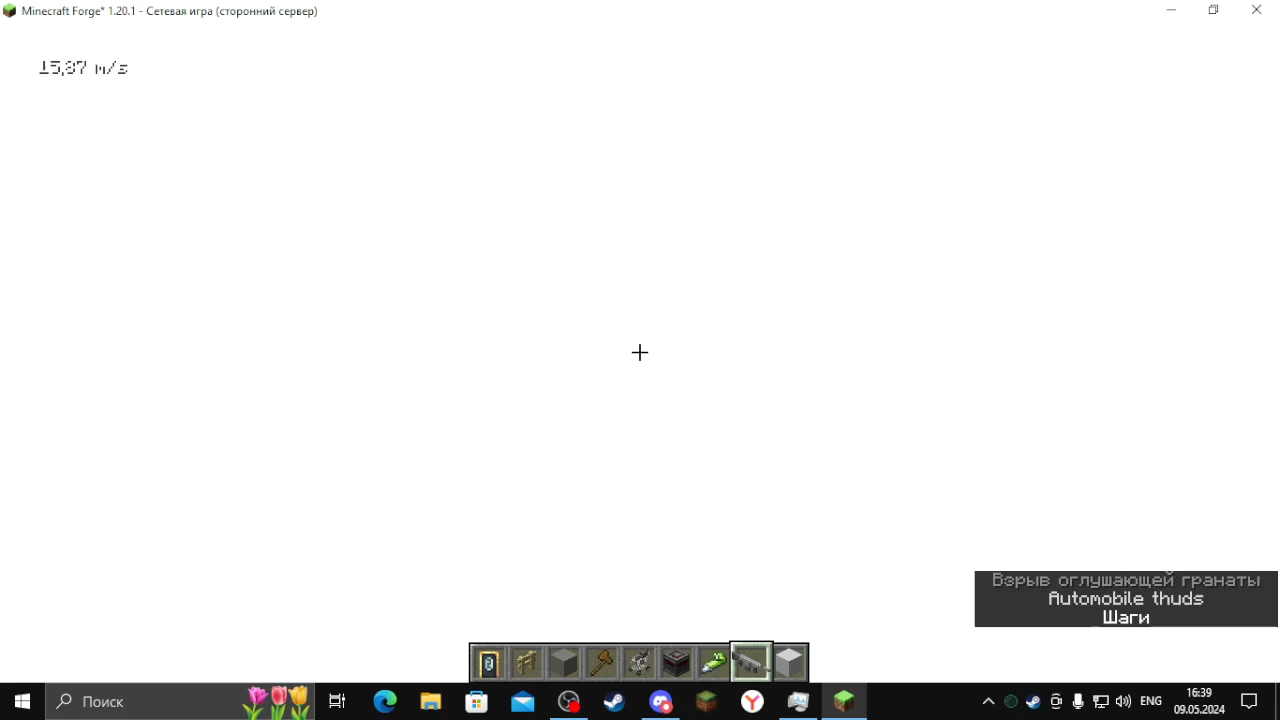 Minecraft Forge* 1.20.1 - Сетевая игра (сторонний сервер)
15,87 m/s
Взрыв оглушающей гранаты
Automobile thuds
Шаги
Поиск
ENG
16:39
09.05.2024